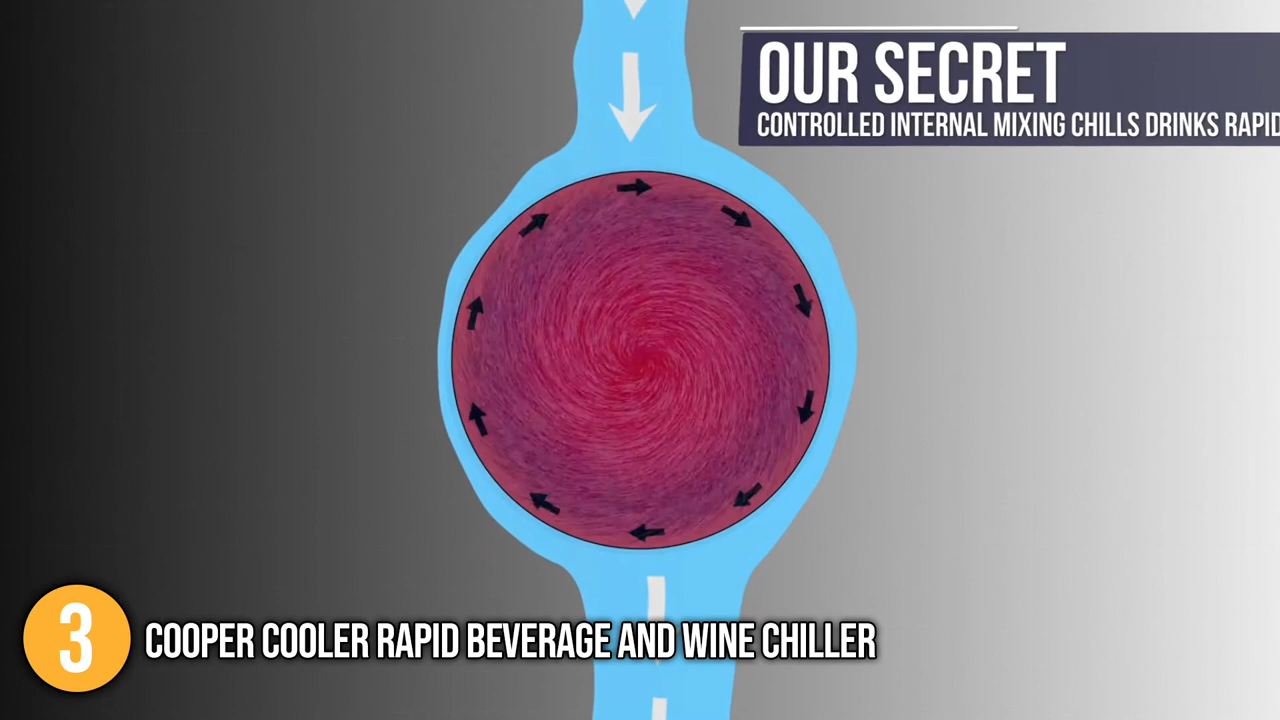 OUR SECRET
CONTROLLED INTERNAL MIXING CHILLS DRINKS RAPID
3
COOPER COOLER RAPID BEVERAGE AND WINE CHILLER